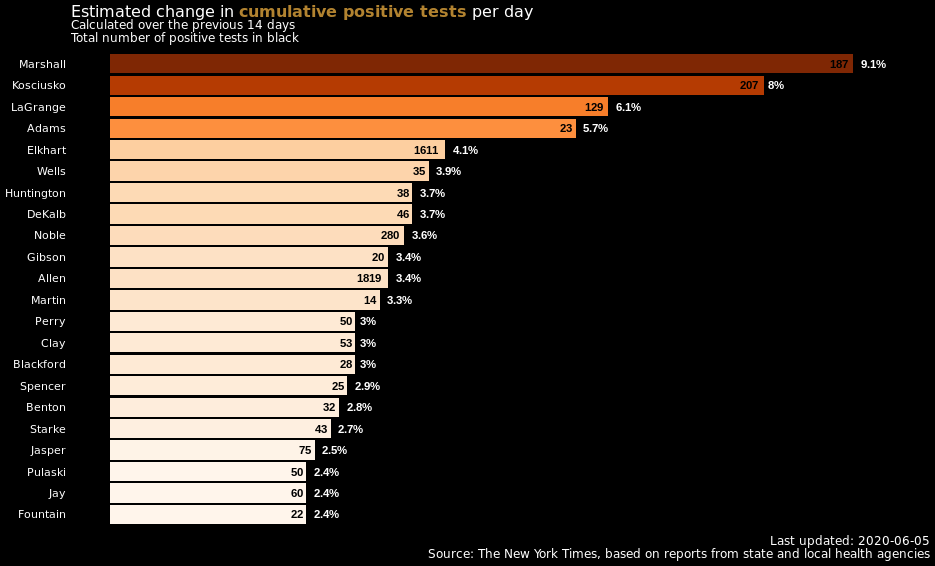 Estimated change in cumulative positive tests per day
Calculated over the previous 14 days
Total number of positive tests in black
Marshall 187 9.1%
Kosciusko 207 8%
LaGrange 129 6.1%
Adams 23 5.7%
Elkhart 1611 4.1%
Wells 35 3.9%
Huntington 38 3.7%
DeKalb 46 3.7%
Noble 280 3.6%
Gibson 20 3.4%
Allen 1819 3.4%
Martin 14 3.3%
Perry 50 3%
Clay 53 3%
Blackford 28 3%
Spencer 25 2.9%
Benton 32 2.8%
Starke 43 2.7%
Jasper 75 2.5%
Pulaski 50 2.4%
Jay 60 2.4%
Fountain 22 2.4%
Last updated: 2020-06-05
Source: The New York Times, based on reports from state and local health agencies